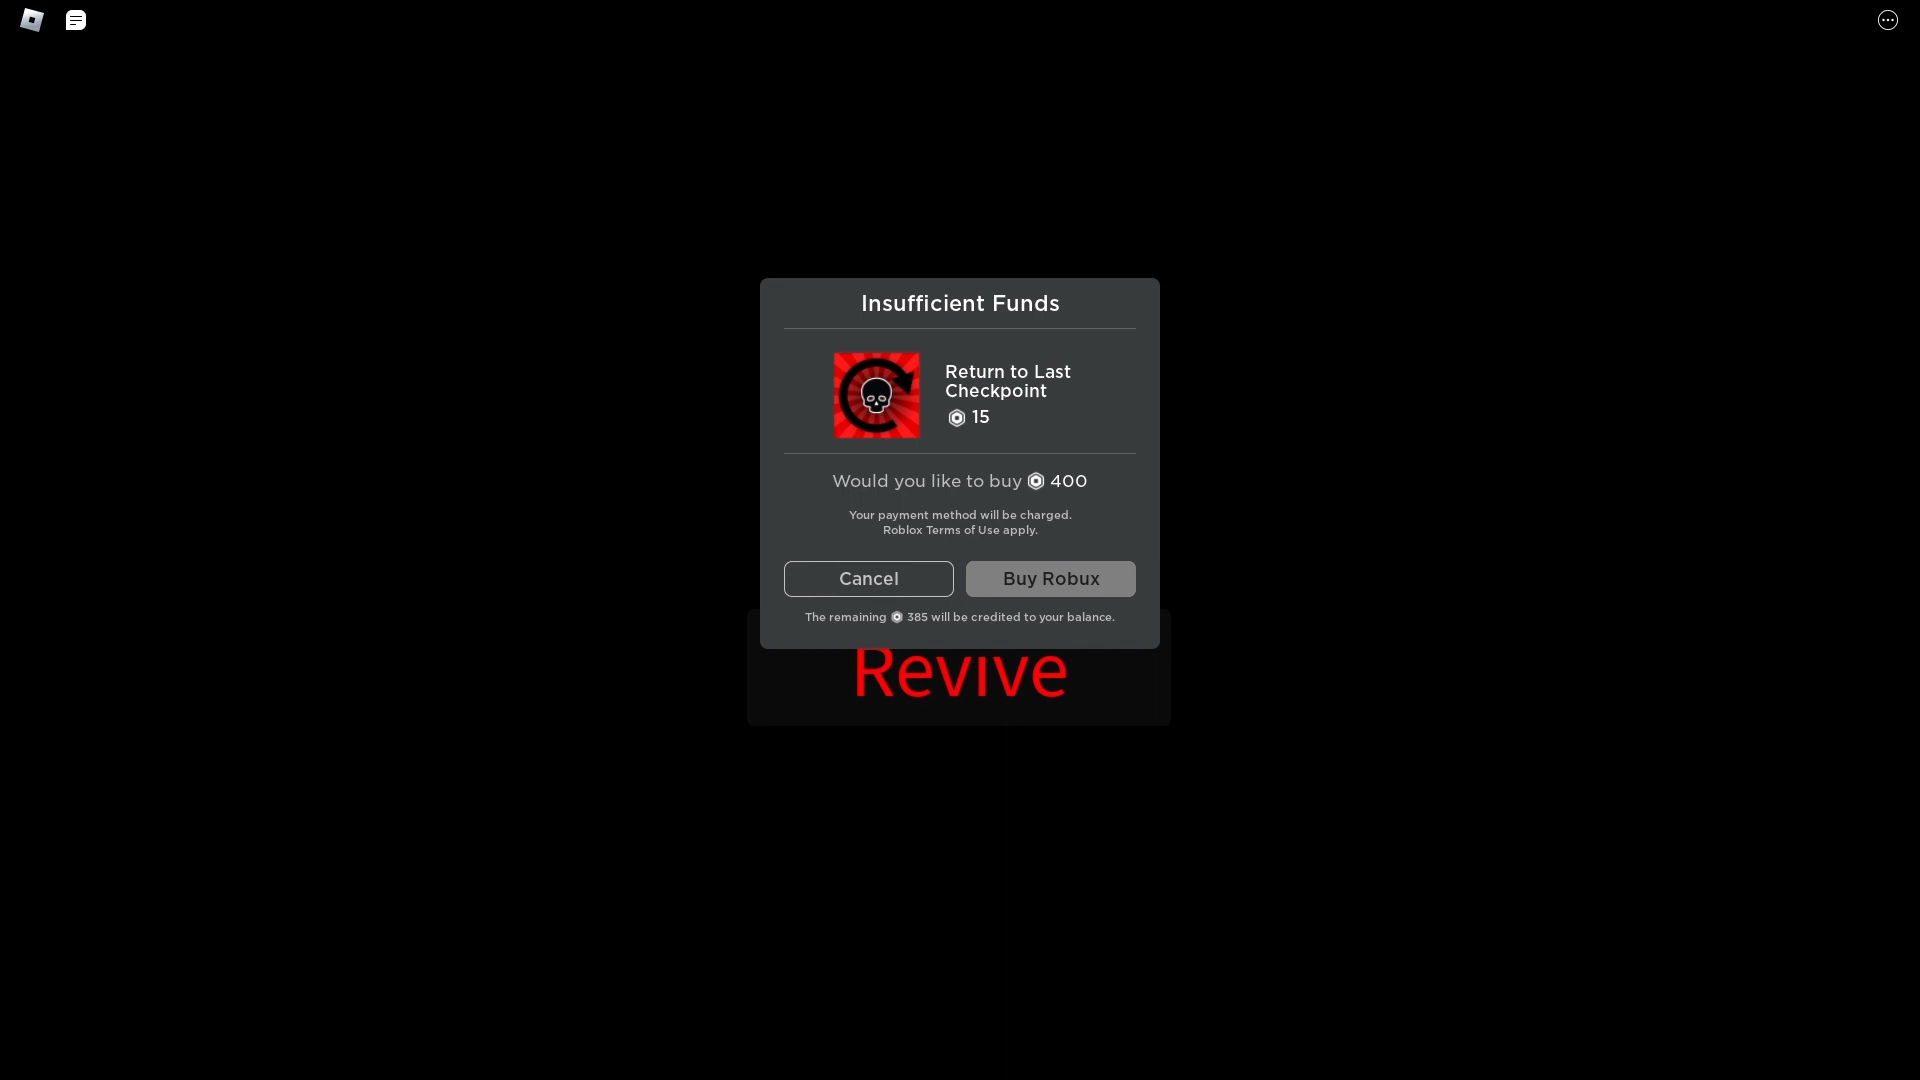 Insufficient Funds
Return to Last
Checkpoint
15
Would you like to buy 400
Your payment method will be charged.
Roblox Terms of Use apply.
Cancel
Buy Robux
The remaining 385 will be credited to your balance.
Revive